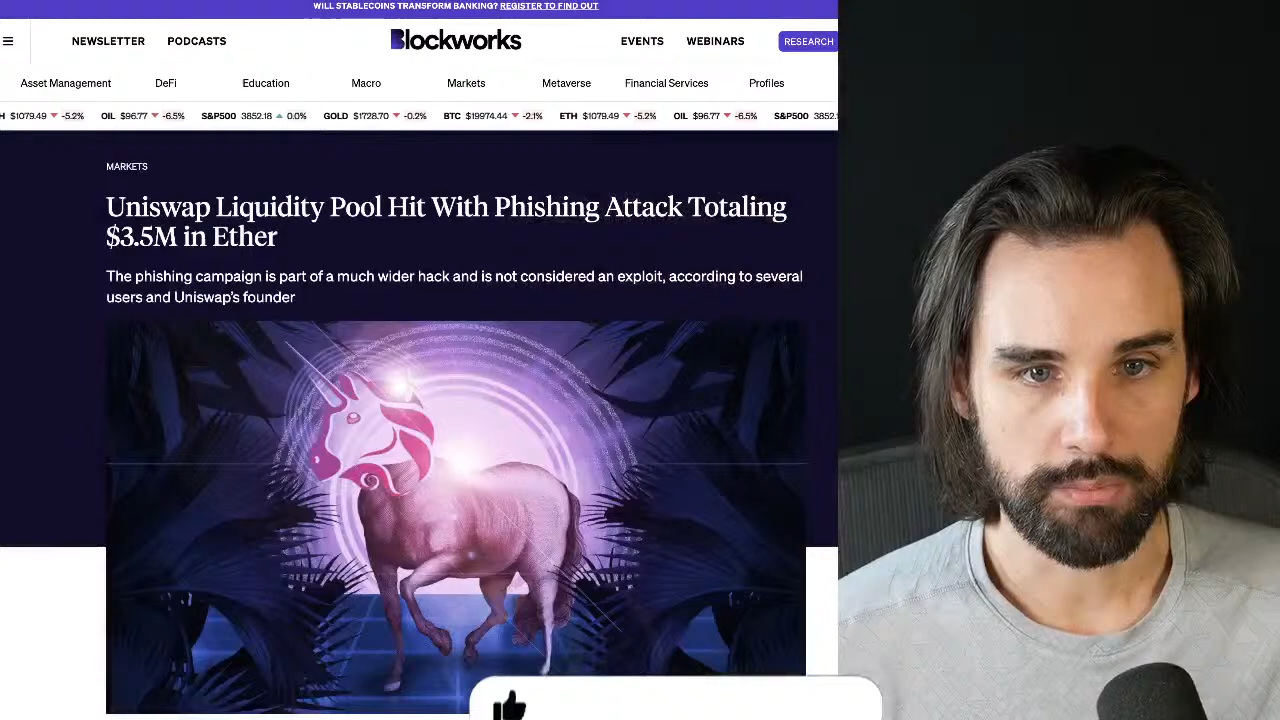 WILL STABLECOINS TRANSFORM BANKING? REGISTER TO FIND OUT
NEWSLETTER PODCASTS Blockworks EVENTS WEBINARS RESEARCH
Asset Management DeFi Education Macro Markets Metaverse Financial Services Profiles
H $1079.49 -5.2% OIL $96.77 -6.5% S&P500 3852.18 0.0% GOLD $1728.70 -0.2% BTC $19974.44 -2.1% ETH $1079.49 -5.2% OIL $96.77 -6.5% S&P500 3852.1
MARKETS
Uniswap Liquidity Pool Hit With Phishing Attack Totaling
$3.5M in Ether
The phishing campaign is part of a much wider hack and is not considered an exploit, according to several
users and Uniswap's founder